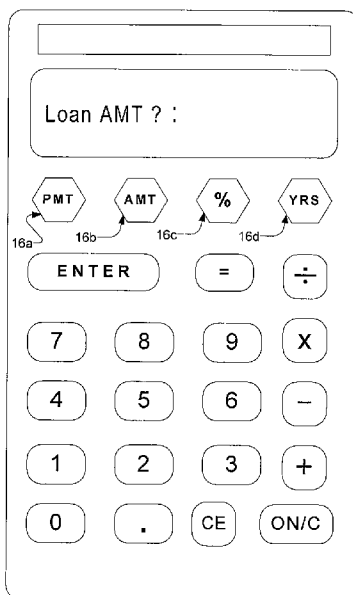 Loan AMT ? :
PMT AMT % YRS
16a 16b 16c 16d
ENTER = ÷
7 8 9 X
4 5 6 −
1 2 3 +
0 . CE ON/C